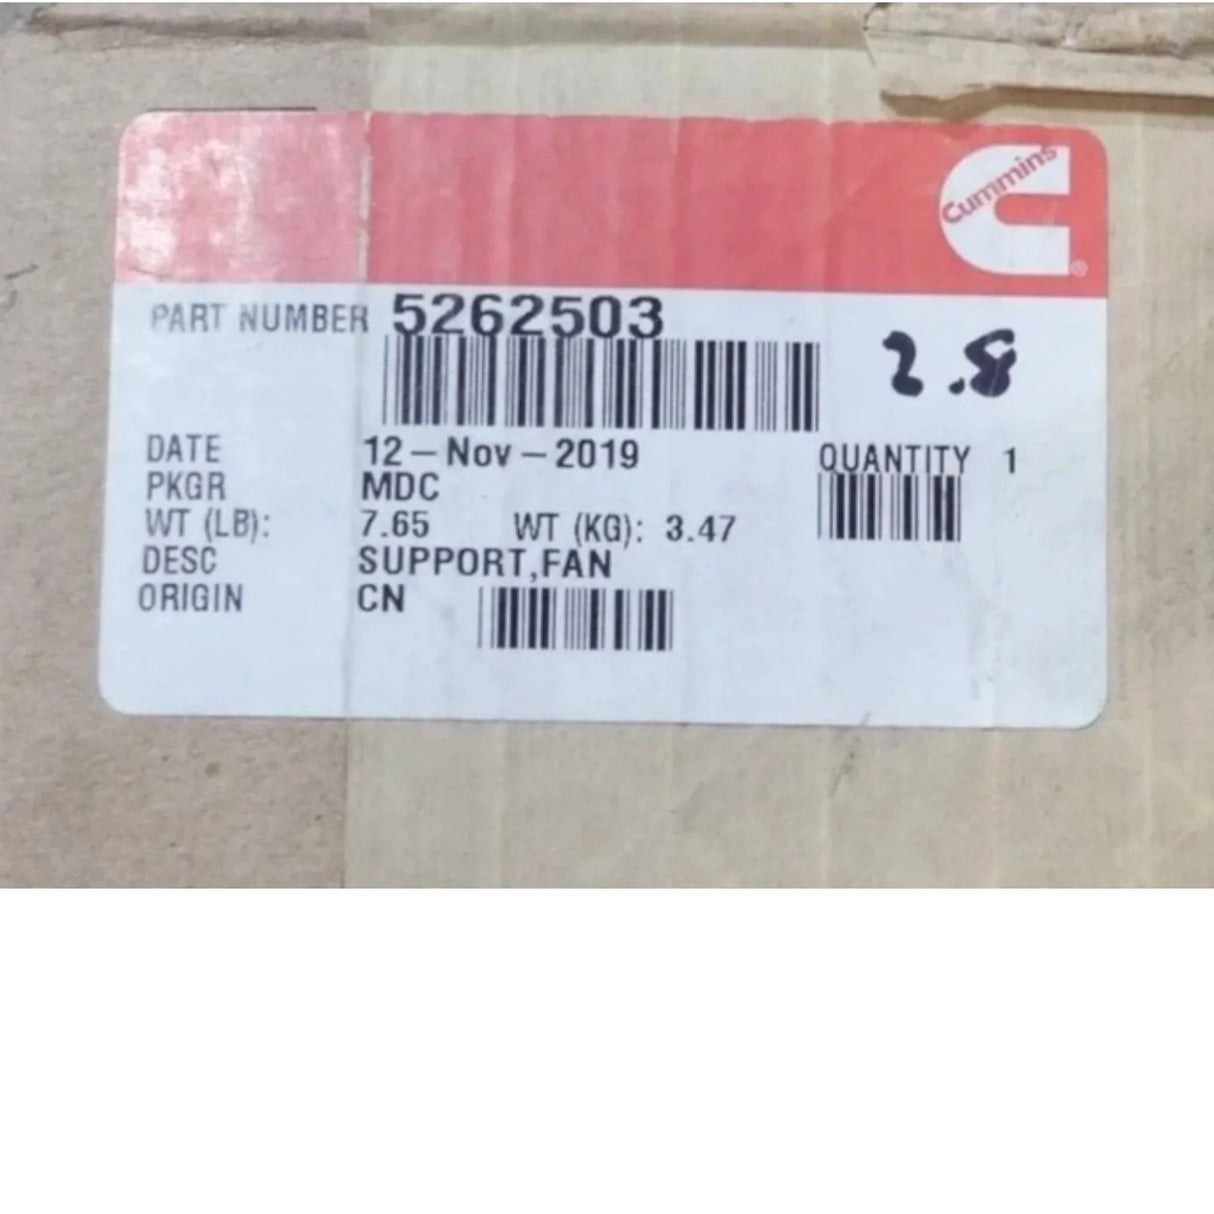 Cummins
®
PART NUMBER 5262503
2.8
DATE 12-Nov-2019
QUANTITY 1
PKGR MDC
WT (LB): 7.65 WT (KG): 3.47
DESC SUPPORT,FAN
ORIGIN CN